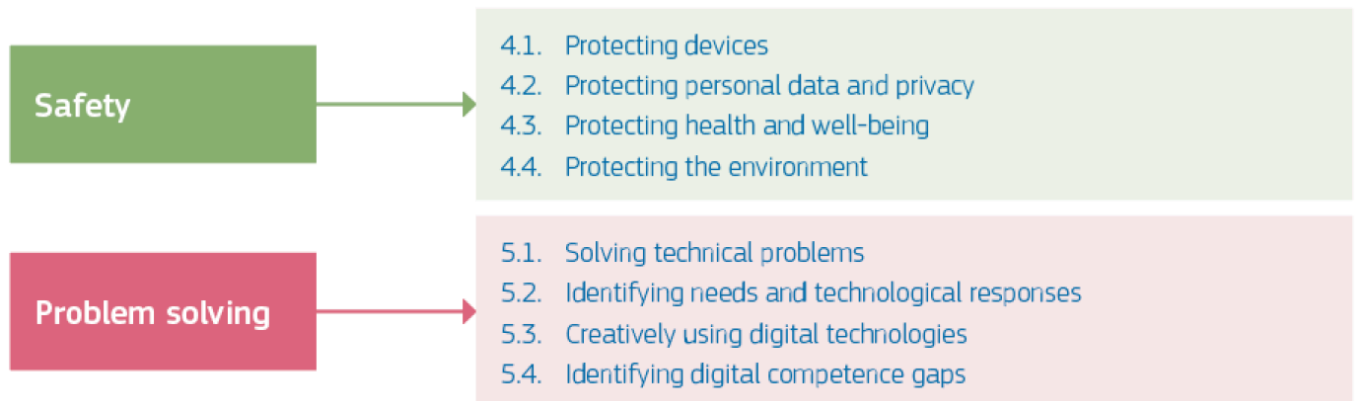 Safety
4.1. Protecting devices
4.2. Protecting personal data and privacy
4.3. Protecting health and well-being
4.4. Protecting the environment
Problem solving
5.1. Solving technical problems
5.2. Identifying needs and technological responses
5.3. Creatively using digital technologies
5.4. Identifying digital competence gaps